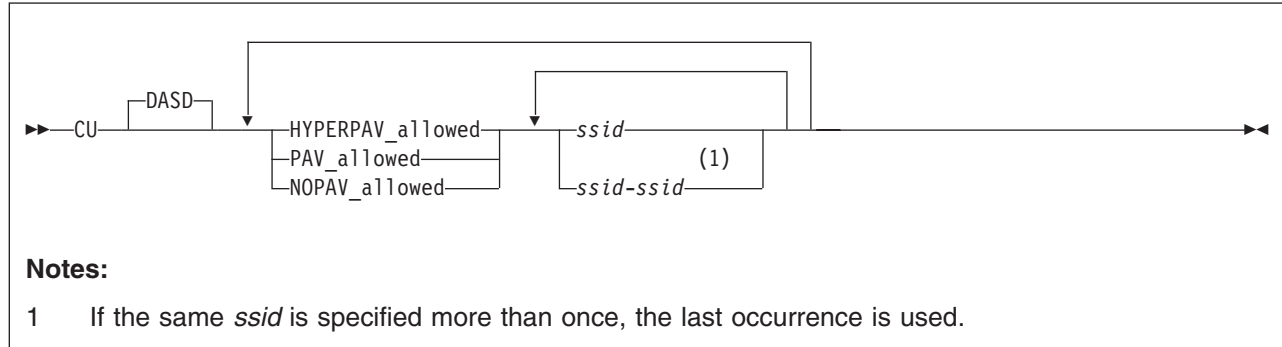 DASD
CU HYPERPAV_allowed ssid
PAV_allowed (1)
NOPAV_allowed ssid-ssid
Notes:
1 If the same ssid is specified more than once, the last occurrence is used.